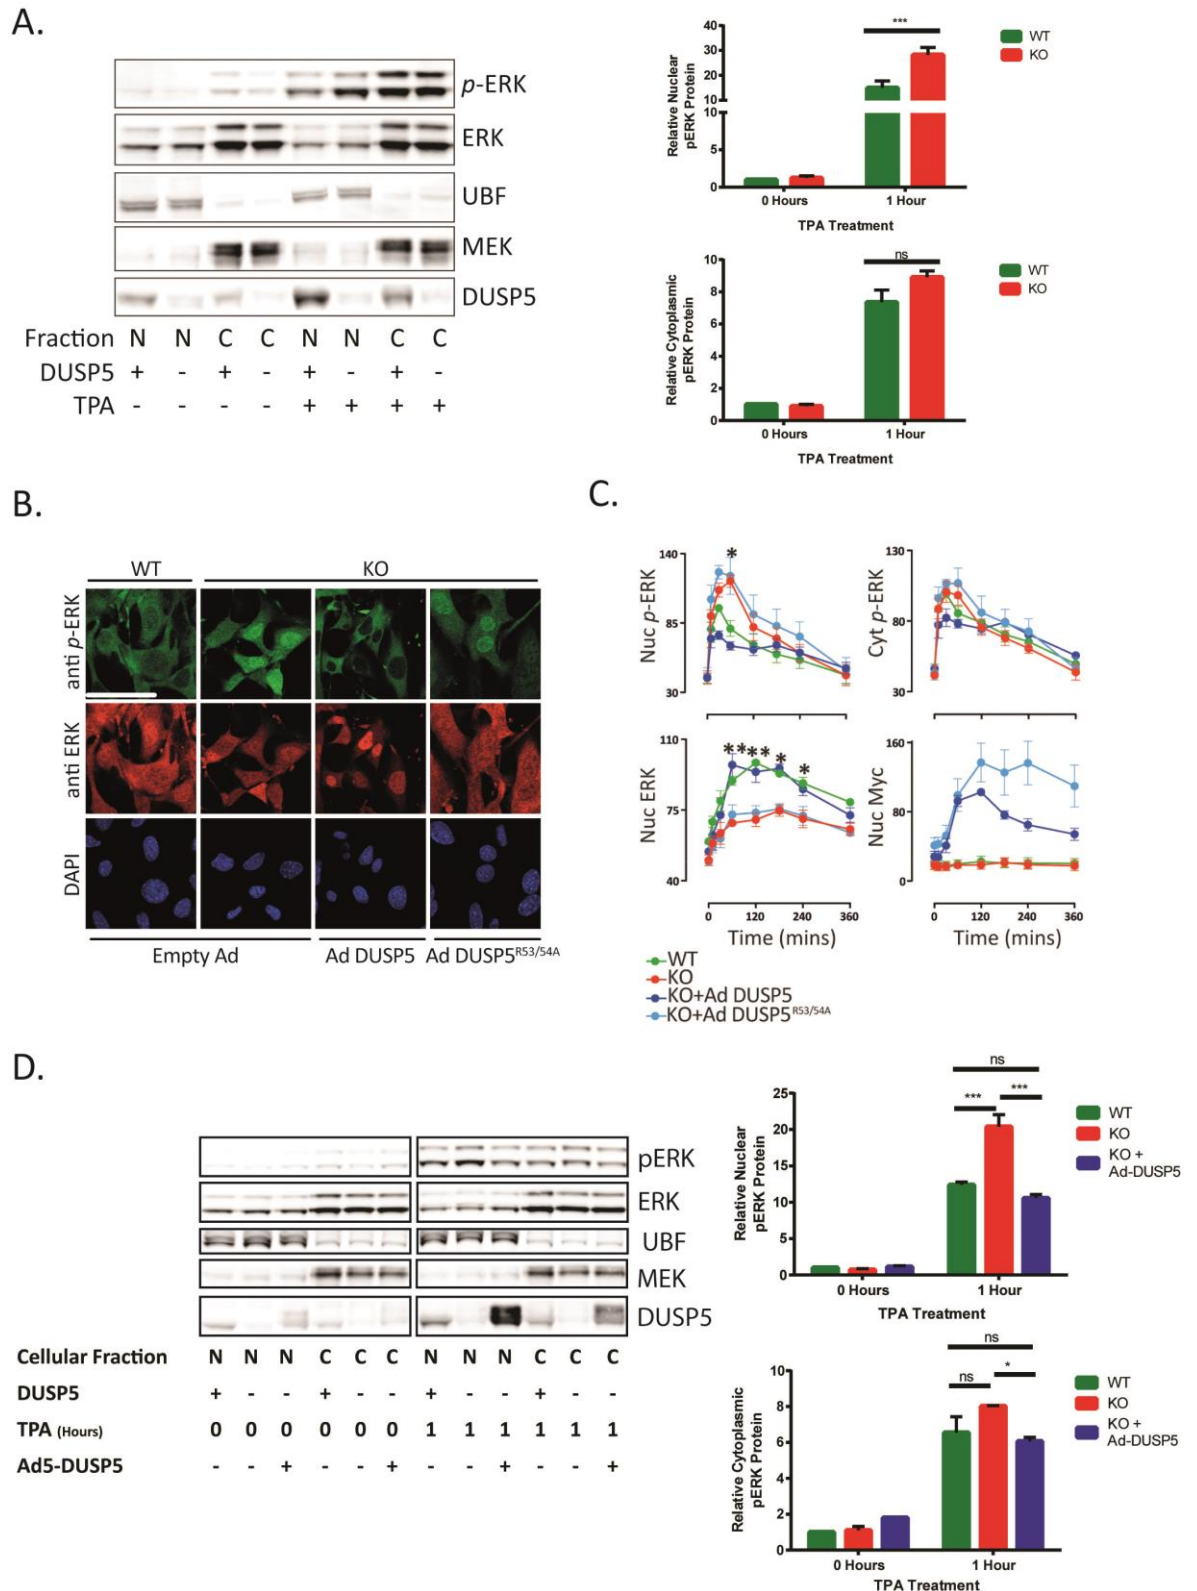 A.
p-ERK
ERK
UBF
MEK
DUSP5
Fraction N N C C N N C C
DUSP5 + - + - + - + -
TPA - - - - + + + +
Relative Nuclear
pERK Protein
40
30
20
10
10
5
0
***
0 Hours 1 Hour
TPA Treatment
WT
KO
Relative Cytoplasmic
pERK Protein
10
8
6
4
2
0
ns
0 Hours 1 Hour
TPA Treatment
WT
KO
B.
WT KO
anti p-ERK
anti ERK
DAPI
Empty Ad Ad DUSP5 Ad DUSP5R53/54A
C.
Nuc p-ERK
140
85
30
*
Cyt p-ERK
130
80
30
Nuc ERK
110
75
40
**** * *
0 120 240 360
Time (mins)
Nuc Myc
160
80
0
0 120 240 360
Time (mins)
WT
KO
KO+Ad DUSP5
KO+Ad DUSP5R53/54A
D.
pERK
ERK
UBF
MEK
DUSP5
Cellular Fraction N N N C C C N N N C C C
DUSP5 + - - + - - + - - + - -
TPA (Hours) 0 0 0 0 0 0 1 1 1 1 1 1
Ad5-DUSP5 - - + - - + - - + - - +
Relative Nuclear
pERK Protein
25
20
15
10
5
0
ns
*** ***
0 Hours 1 Hour
TPA Treatment
WT
KO
KO +
Ad-DUSP5
Relative Cytoplasmic
pERK Protein
10
8
6
4
2
0
ns
ns *
0 Hours 1 Hour
TPA Treatment
WT
KO
KO +
Ad-DUSP5